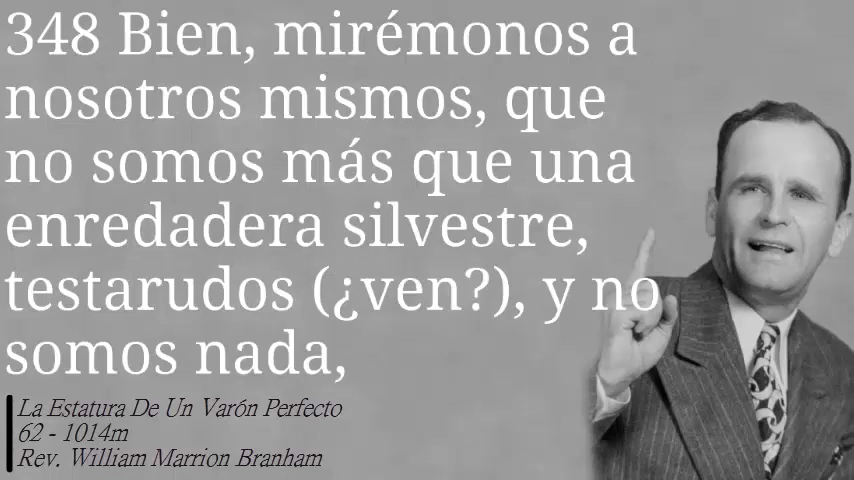 348 Bien, mirémonos a
nosotros mismos, que
no somos más que una
enredadera silvestre,
testarudos (¿ven?), y no
somos nada,
La Estatura De Un Varón Perfecto
62 - 1014m
Rev. William Marrion Branham